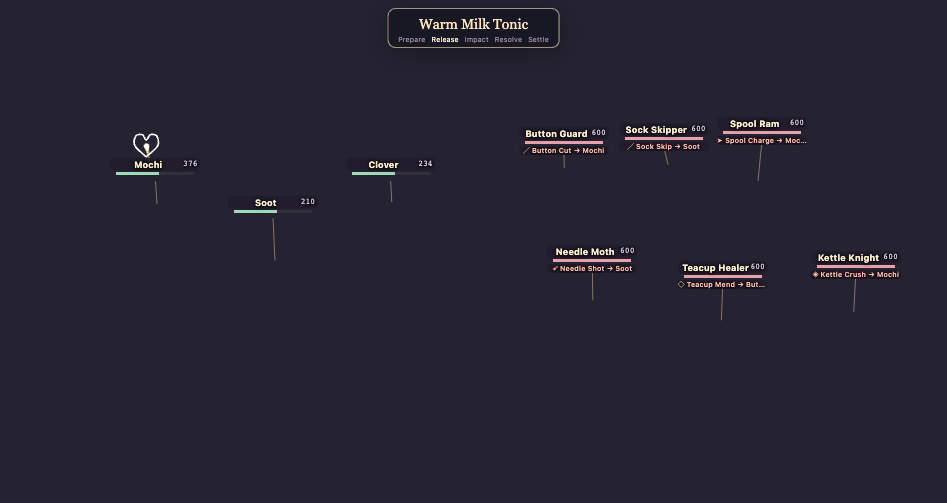 Warm Milk Tonic
Prepare Release Impact Resolve Settle
Mochi 376
Soot 210
Clover 234
Button Guard 600
Button Cut → Mochi
Sock Skipper 600
Sock Skip → Soot
Spool Ram 600
Spool Charge → Moc...
Needle Moth 600
Needle Shot → Soot
Teacup Healer 600
Teacup Mend → But...
Kettle Knight 600
Kettle Crush → Mochi